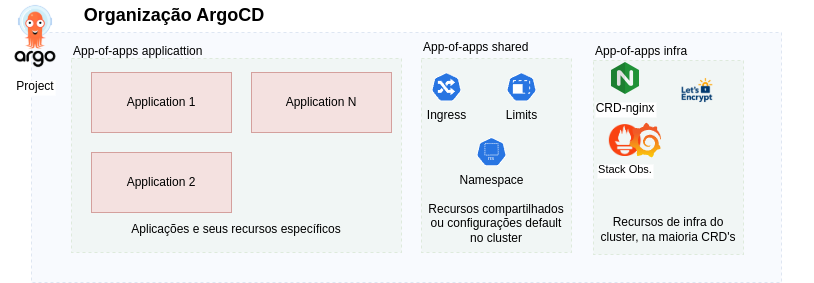 Organização ArgoCD
argo
Project
App-of-apps applicattion
Application 1
Application N
Application 2
Aplicações e seus recursos específicos
App-of-apps shared
Ingress
Limits
ns
Namespace
Recursos compartilhados
ou configurações default
no cluster
App-of-apps infra
N
CRD-nginx
Let's
Encrypt
Stack Obs.
Recursos de infra do
cluster, na maioria CRD's